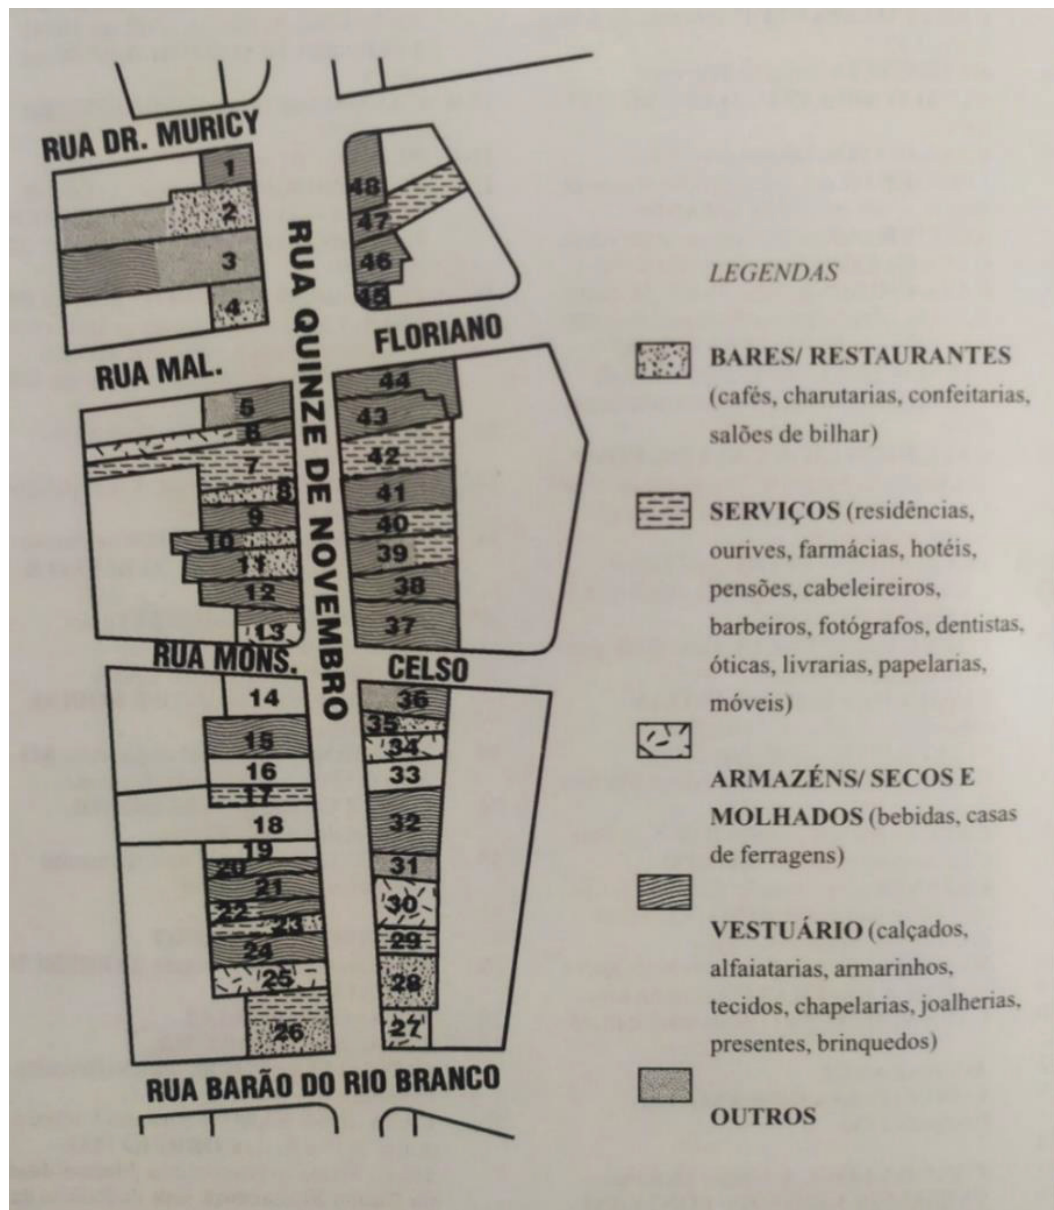 RUA DR. MURICY
1
2
3
4
48
47
46
45
RUA QUINZE DE NOVEMBRO
RUA MAL.
FLORIANO
5
6
7
8
9
10
11
12
13
44
43
42
41
40
39
38
37
RUA MONS.
CELSO
14
15
16
17
18
19
20
21
22
23
24
25
26
36
35
34
33
32
31
30
29
28
27
RUA BARÃO DO RIO BRANCO
LEGENDAS
BARES/ RESTAURANTES
(cafés, charutarias, confeitarias,
salões de bilhar)
SERVIÇOS (residências,
ourives, farmácias, hotéis,
pensões, cabeleireiros,
barbeiros, fotógrafos, dentistas,
óticas, livrarias, papelarias,
móveis)
ARMAZÉNS/ SECOS E
MOLHADOS (bebidas, casas
de ferragens)
VESTUÁRIO (calçados,
alfaiatarias, armarinhos,
tecidos, chapelarias, joalherias,
presentes, brinquedos)
OUTROS